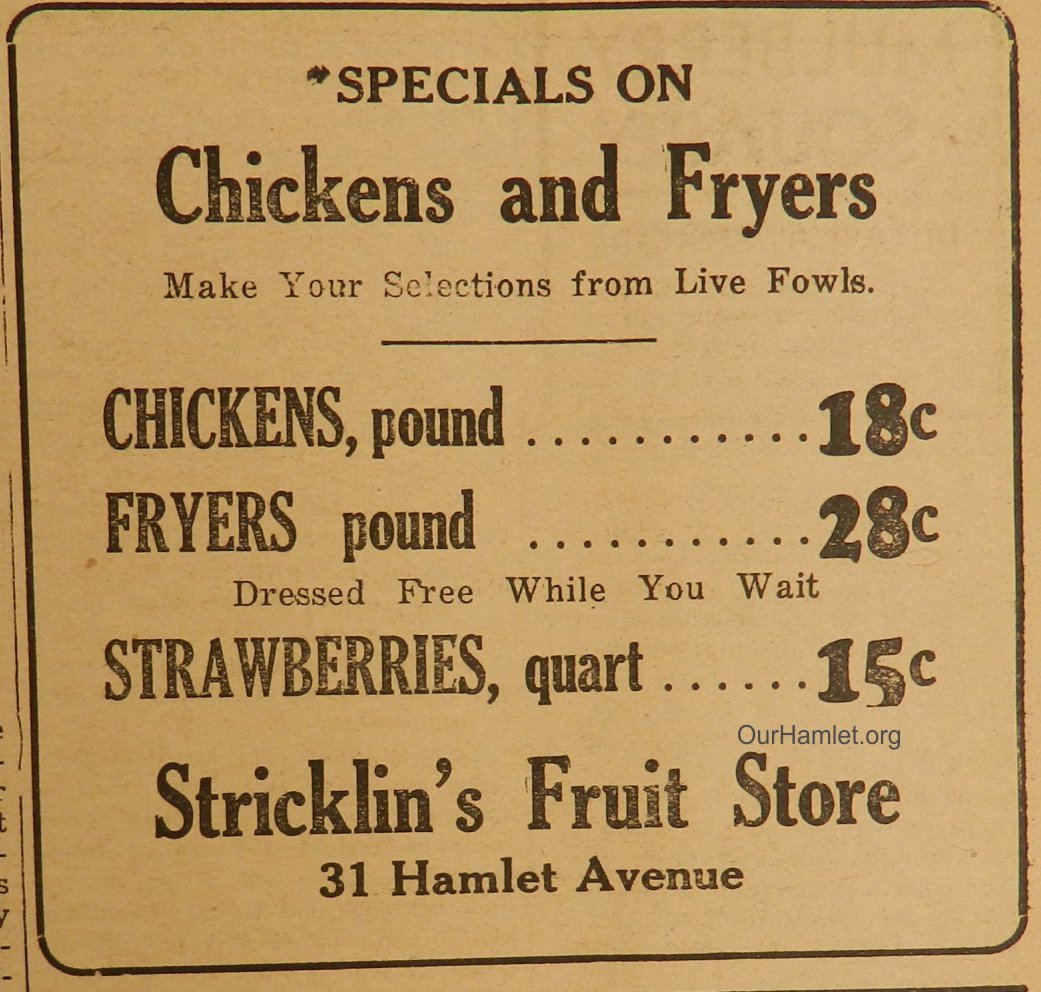 SPECIALS ON
Chickens and Fryers
Make Your Selections from Live Fowls.
CHICKENS, pound ........... 18c
FRYERS pound ........... 28c
Dressed Free While You Wait
STRAWBERRIES, quart ...... 15c
OurHamlet.org
Stricklin's Fruit Store
31 Hamlet Avenue